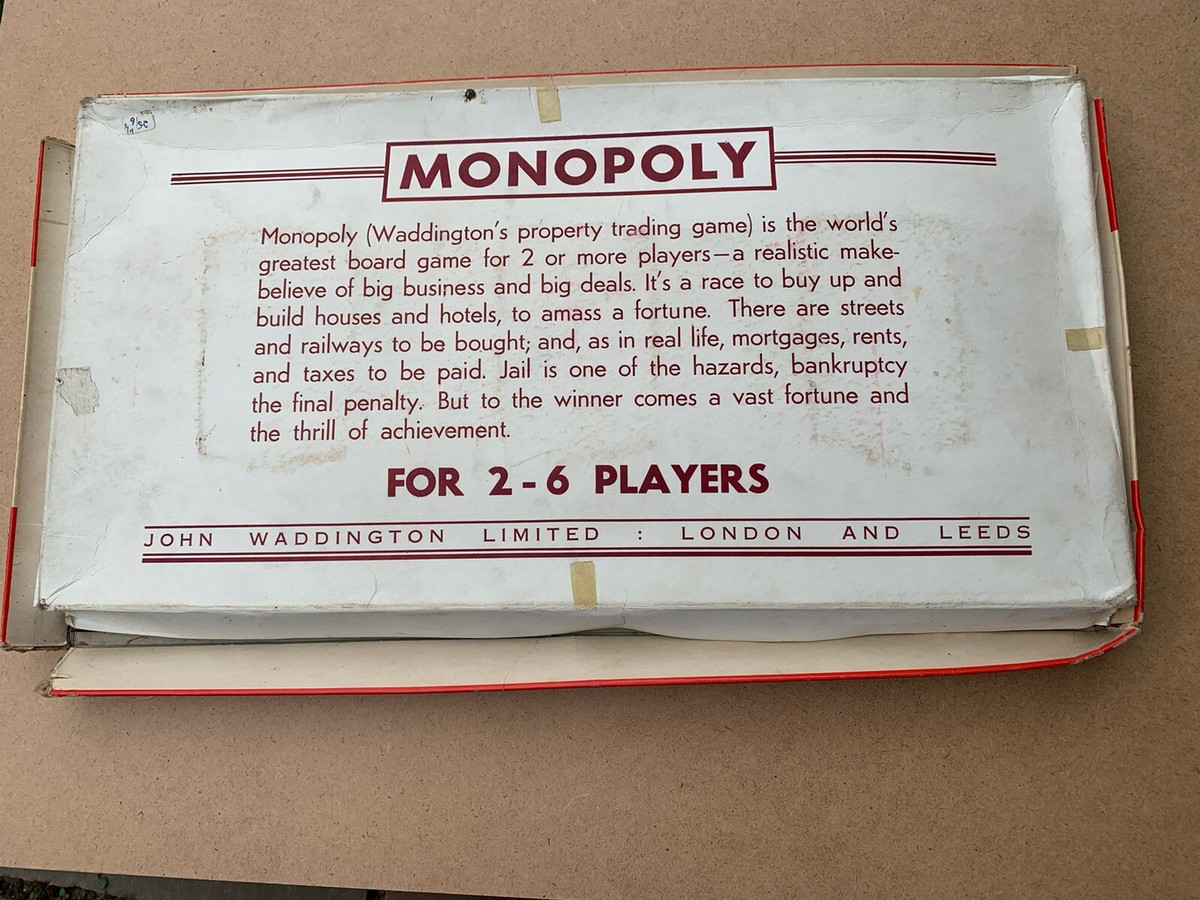 MONOPOLY
Monopoly (Waddington's property trading game) is the world's
greatest board game for 2 or more players—a realistic make-
believe of big business and big deals. It's a race to buy up and
build houses and hotels, to amass a fortune. There are streets
and railways to be bought; and, as in real life, mortgages, rents,
and taxes to be paid. Jail is one of the hazards, bankruptcy
the final penalty. But to the winner comes a vast fortune and
the thrill of achievement.
FOR 2-6 PLAYERS
JOHN WADDINGTON LIMITED : LONDON AND LEEDS